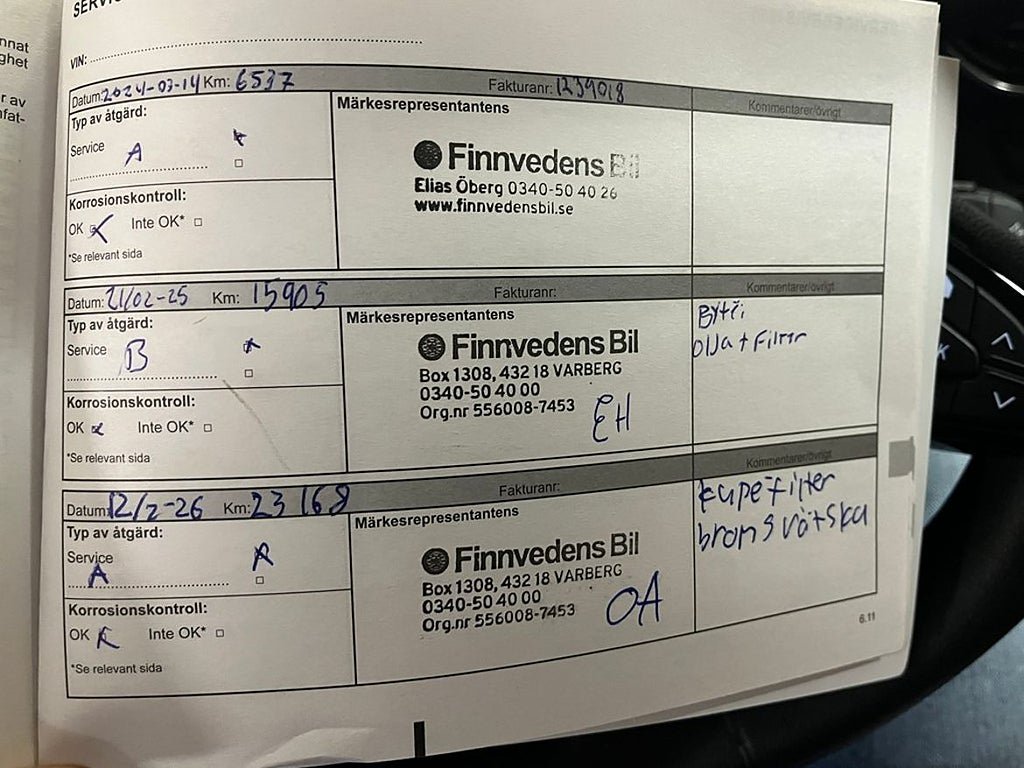 VIN:
Datum: 2024-03-14 Km: 6537 Fakturanr: 1239018
Typ av åtgärd:
Service A
Korrosionskontroll:
OK Inte OK*
*Se relevant sida
Märkesrepresentantens
Finnvedens Bil
Elias Öberg 0340-50 40 26
www.finnvedensbil.se
Kommentarer/övrigt
Datum: 21/02-25 Km: 15905 Fakturanr:
Typ av åtgärd:
Service B
Korrosionskontroll:
OK Inte OK*
*Se relevant sida
Märkesrepresentantens
Finnvedens Bil
Box 1308, 432 18 VARBERG
0340-50 40 00
Org.nr 556008-7453
EH
Kommentarer/övrigt
Olja + Filter
Datum: 12/2-26 Km: 23 168 Fakturanr:
Typ av åtgärd:
Service A
Korrosionskontroll:
OK Inte OK*
*Se relevant sida
Märkesrepresentantens
Finnvedens Bil
Box 1308, 432 18 VARBERG
0340-50 40 00
Org.nr 556008-7453
OA
Kommentarer/övrigt
kupefilter
bromsvätska
6.11